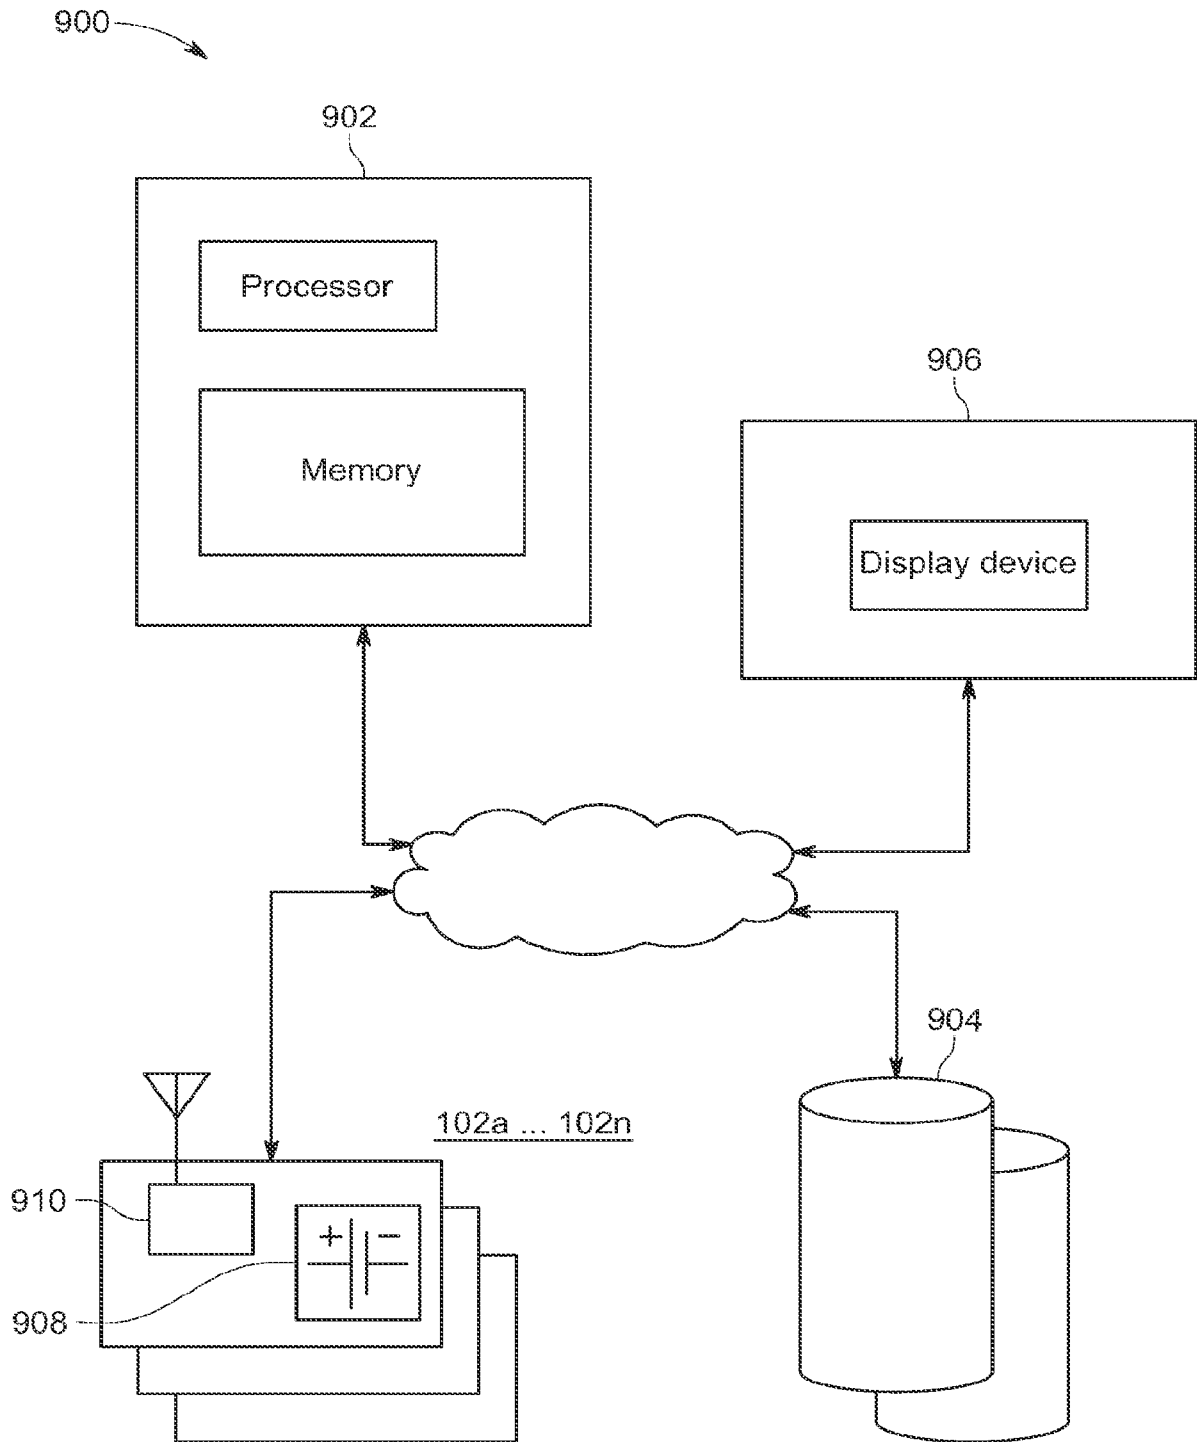 900
902
Processor
Memory
906
Display device
904
102a ... 102n
910
+ −
908